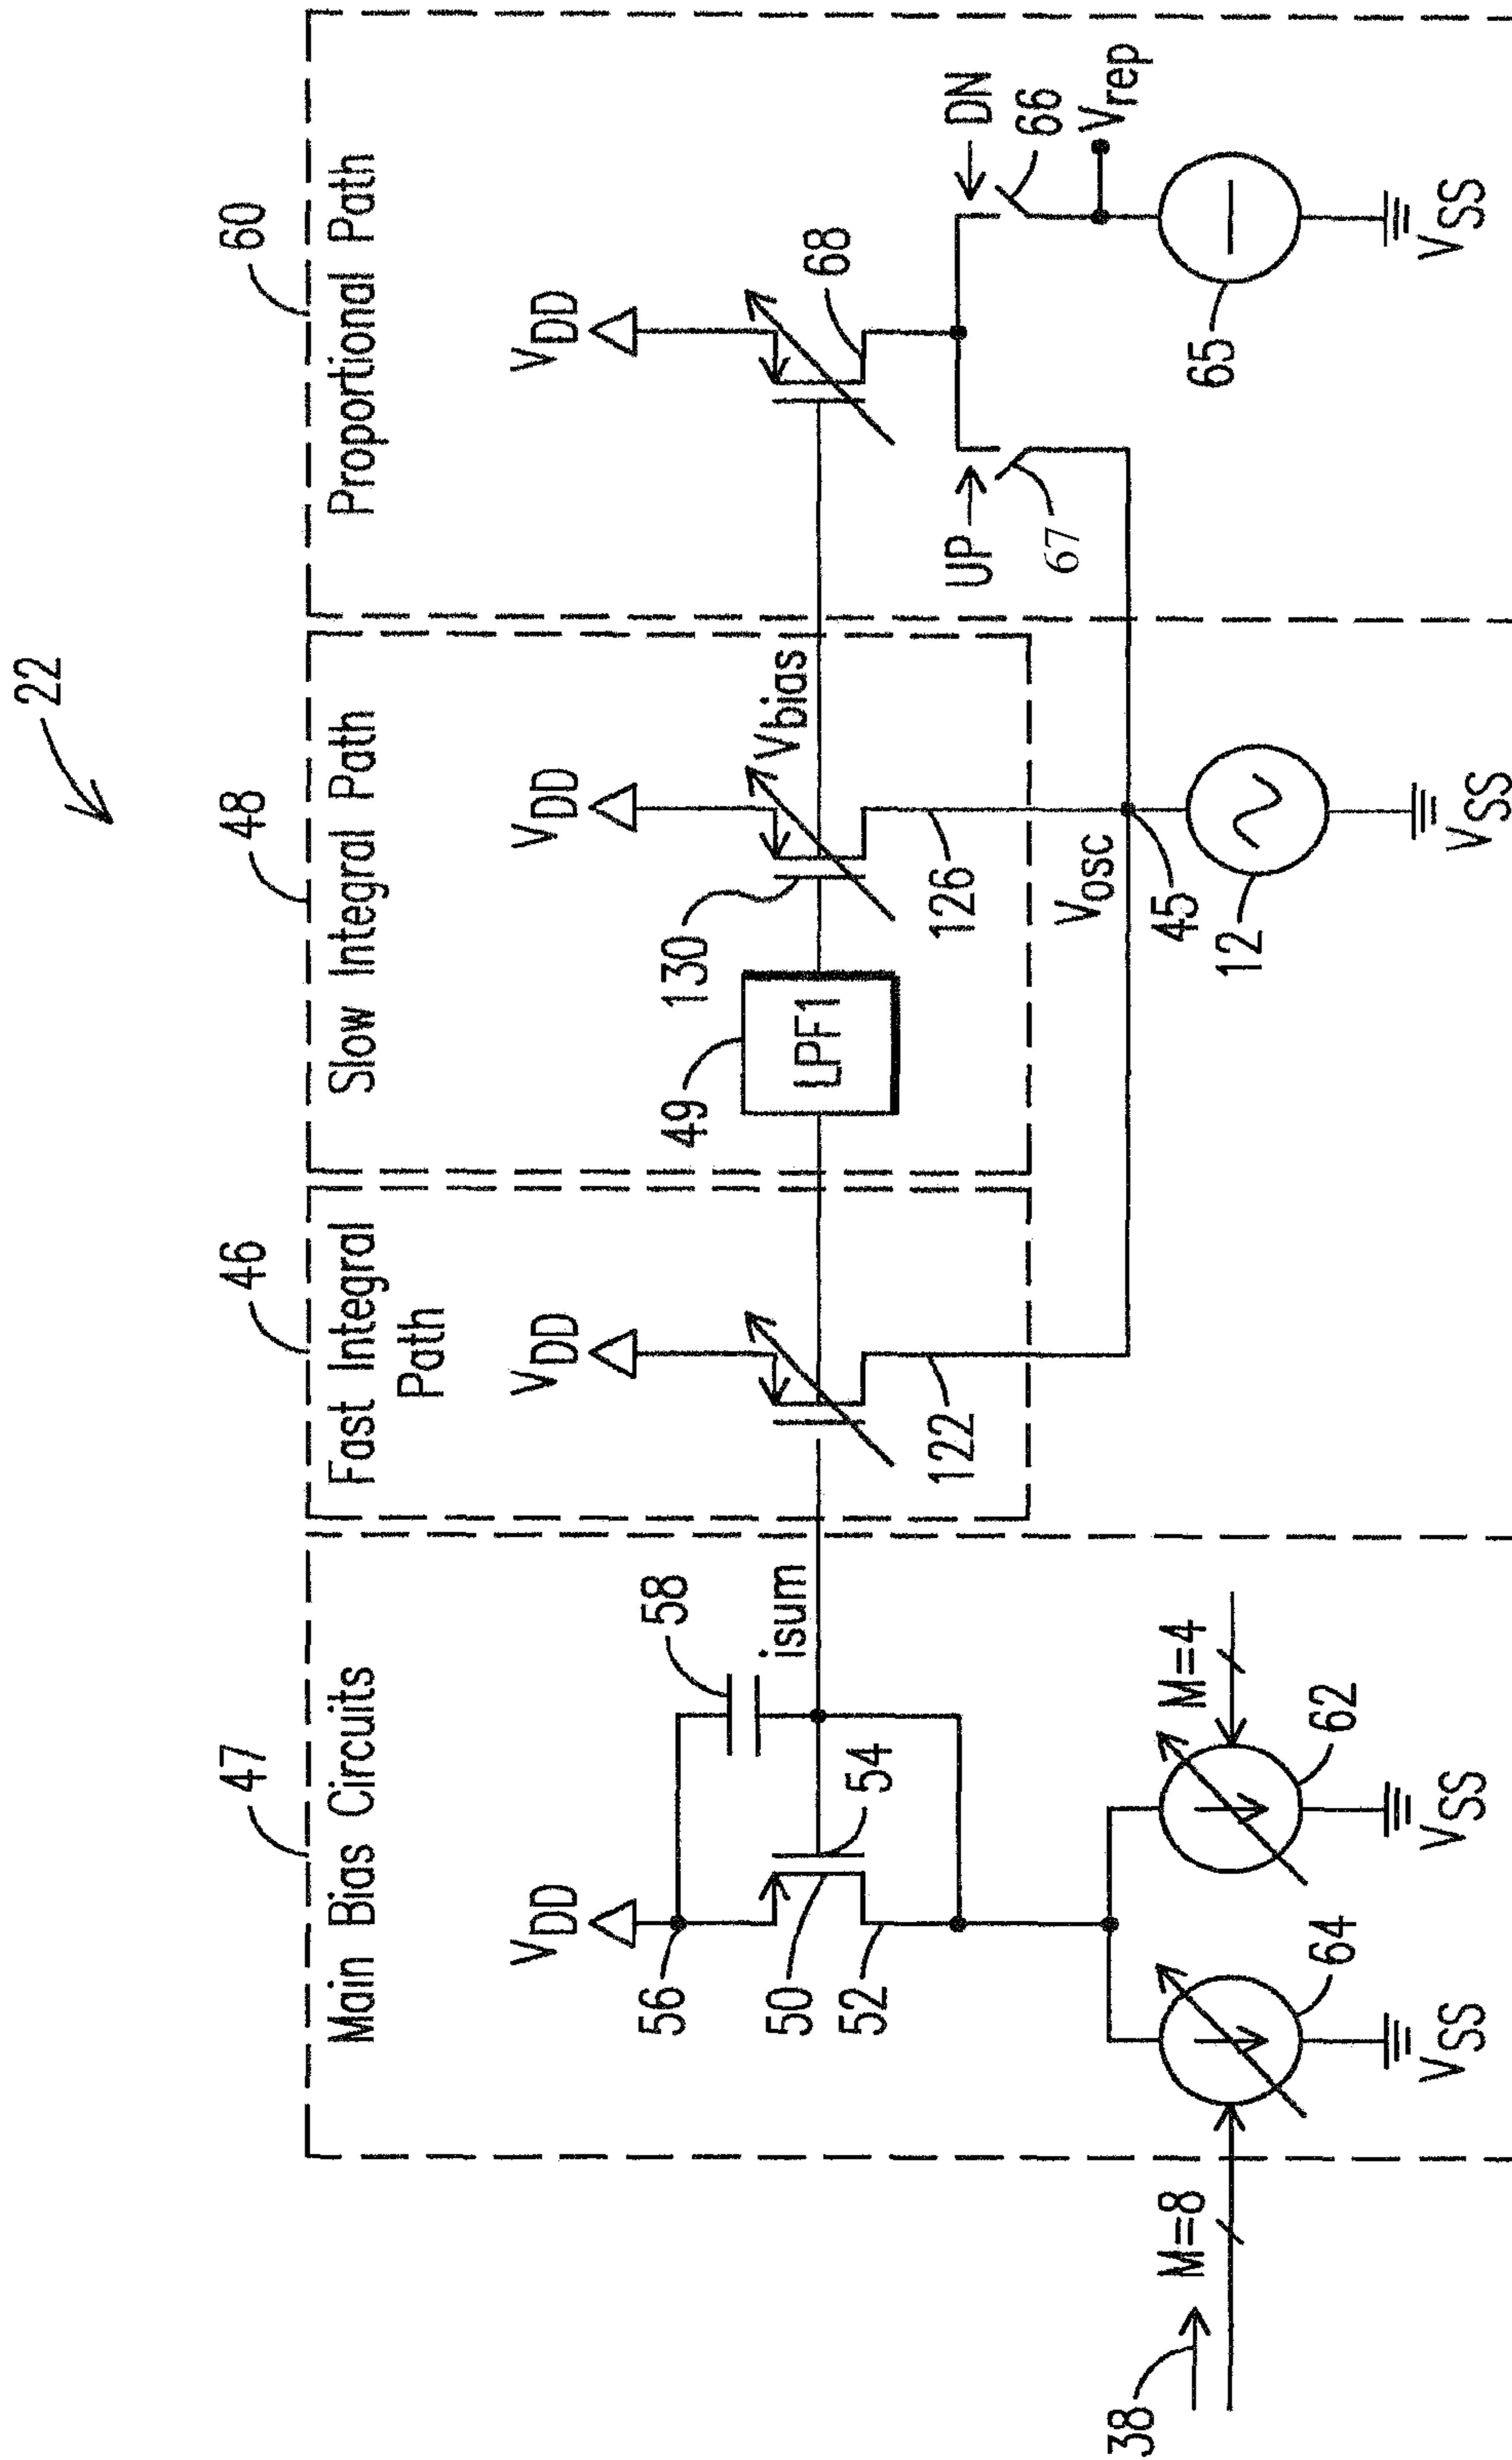 22
47
Main Bias Circuits
46
Fast Integral
Path
48
Slow Integral Path
60
Proportional Path
VDD
56
50
52
54
58
isum
VDD
122
49
LPF1
130
VDD
Vbias
126
VDD
68
UP
67
DN
66
Vrep
65
VSS
Vosc
45
12
VSS
38
M=8
64
VSS
M=4
62
VSS